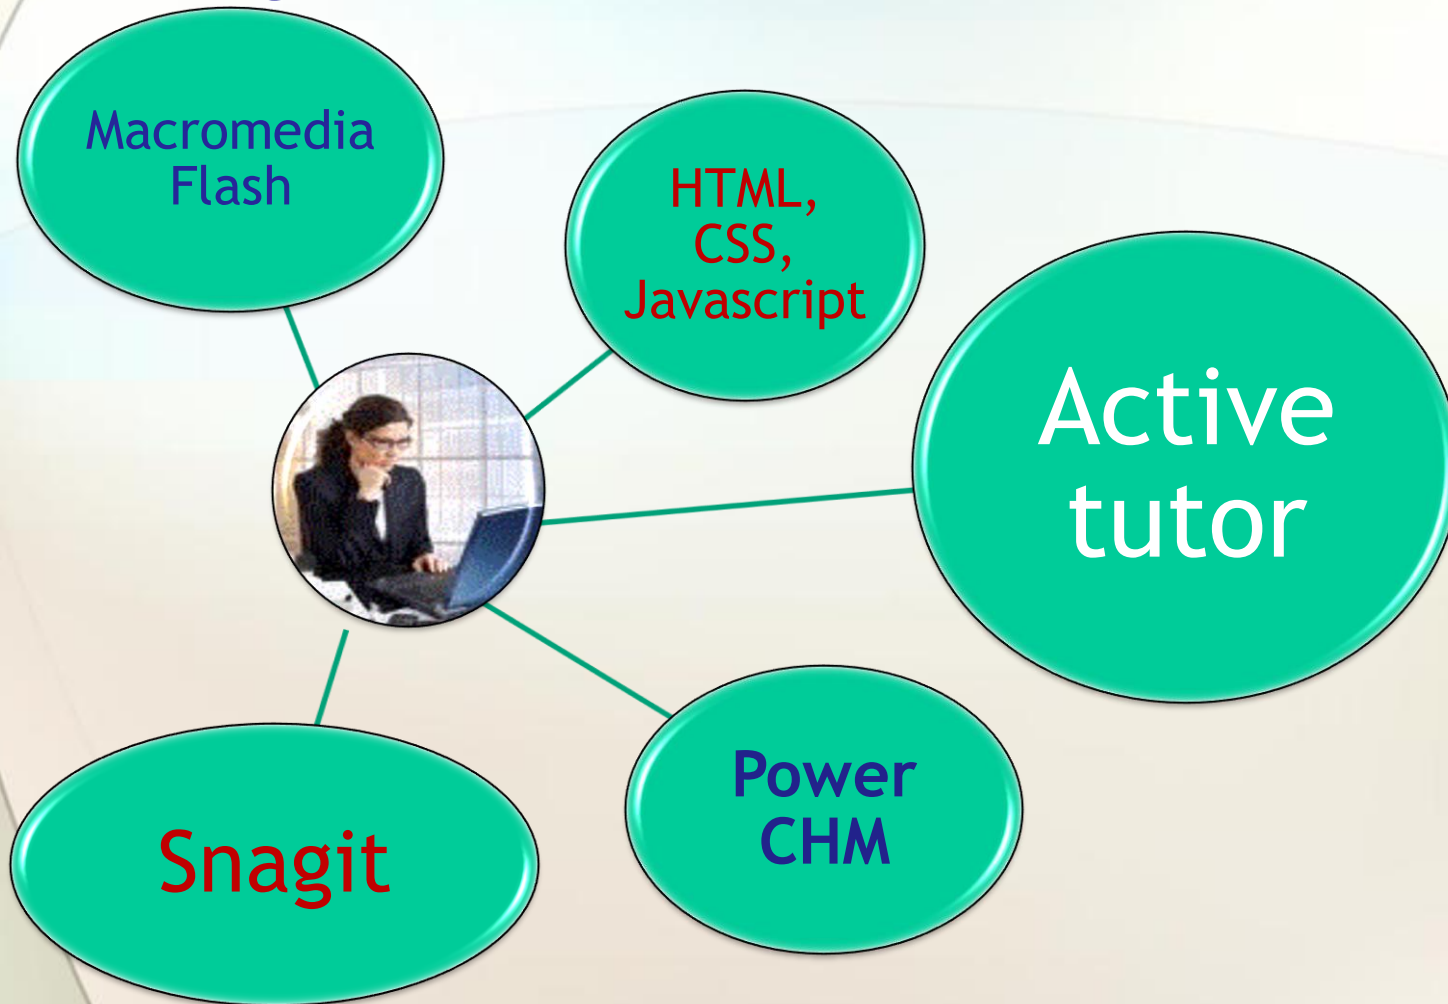 Macromedia
Flash
HTML,
CSS,
Javascript
Active
tutor
Snagit
Power
CHM